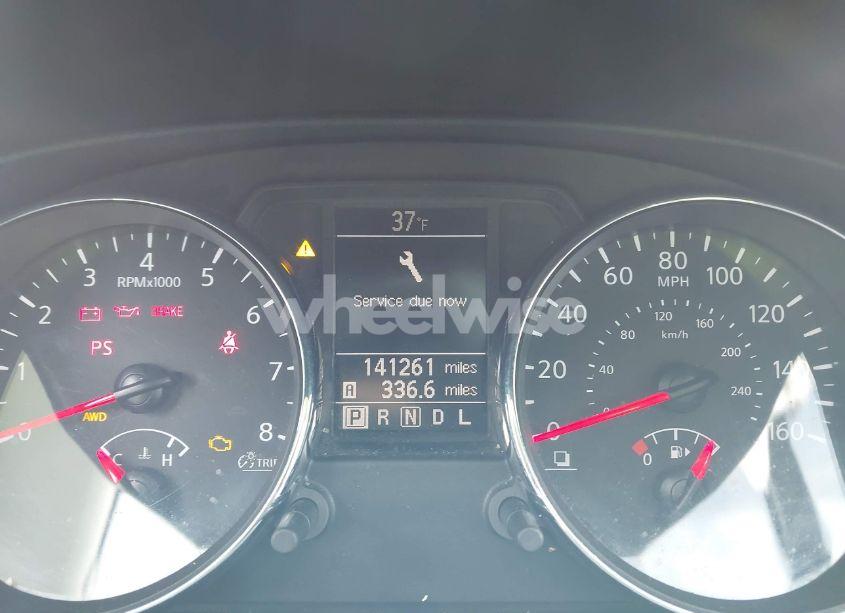 37°F
Service due now
141261 miles
A 336.6 miles
P R N D L
wheelwise
0 1 2 3 4 5 6 7 8
RPMx1000
BRAKE
PS
AWD
C H
TRIP
0 20 40 60 80 100 120 140 160
MPH
0 40 80 120 160 200 240
km/h
0